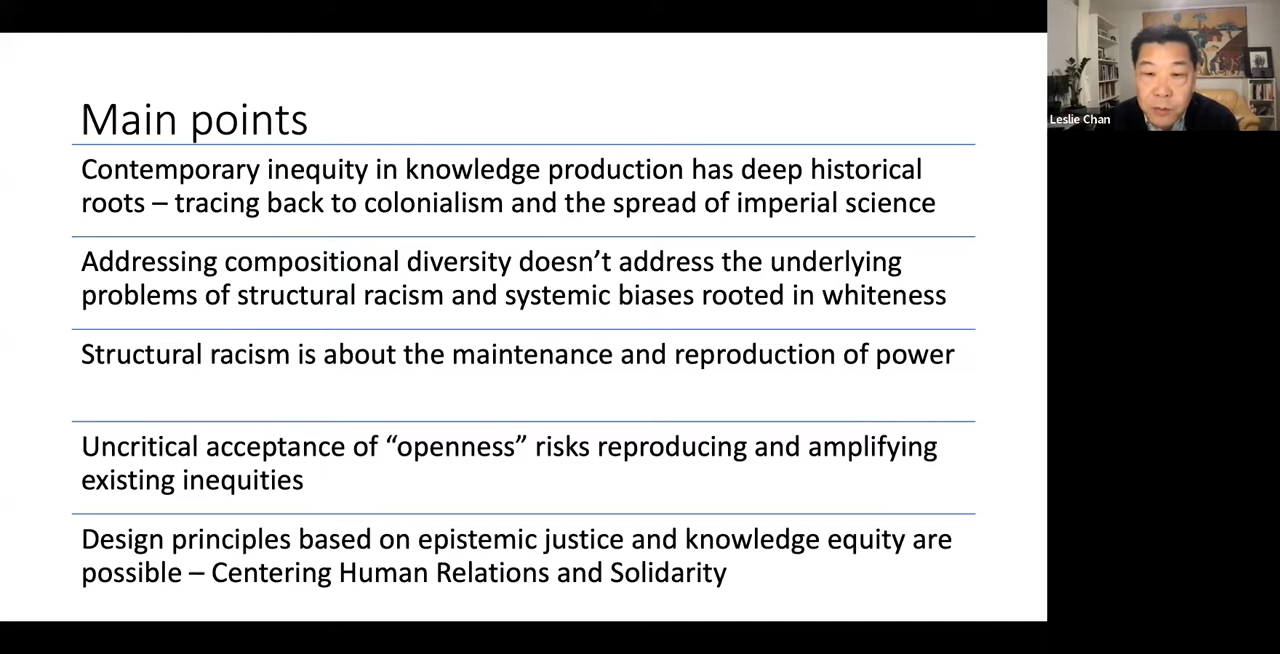 Main points
Contemporary inequity in knowledge production has deep historical
roots – tracing back to colonialism and the spread of imperial science
Addressing compositional diversity doesn’t address the underlying
problems of structural racism and systemic biases rooted in whiteness
Structural racism is about the maintenance and reproduction of power
Uncritical acceptance of “openness” risks reproducing and amplifying
existing inequities
Design principles based on epistemic justice and knowledge equity are
possible – Centering Human Relations and Solidarity
Leslie Chan